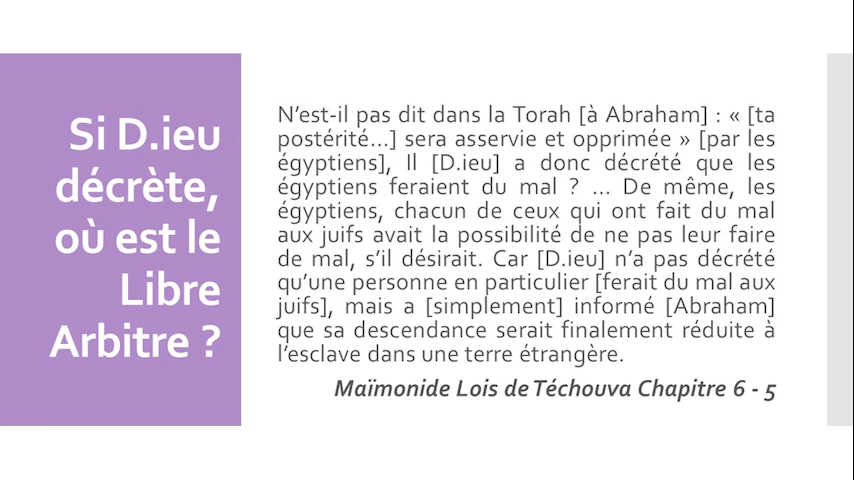 Si D.ieu
décrète,
où est le
Libre
Arbitre ?
N’est-il pas dit dans la Torah [à Abraham] : « [ta
postérité…] sera asservie et opprimée » [par les
égyptiens], Il [D.ieu] a donc décrété que les
égyptiens feraient du mal ? … De même, les
égyptiens, chacun de ceux qui ont fait du mal
aux juifs avait la possibilité de ne pas leur faire
de mal, s’il désirait. Car [D.ieu] n’a pas décrété
qu’une personne en particulier [ferait du mal aux
juifs], mais a [simplement] informé [Abraham]
que sa descendance serait finalement réduite à
l’esclave dans une terre étrangère.
Maïmonide Lois de Téchouva Chapitre 6 - 5